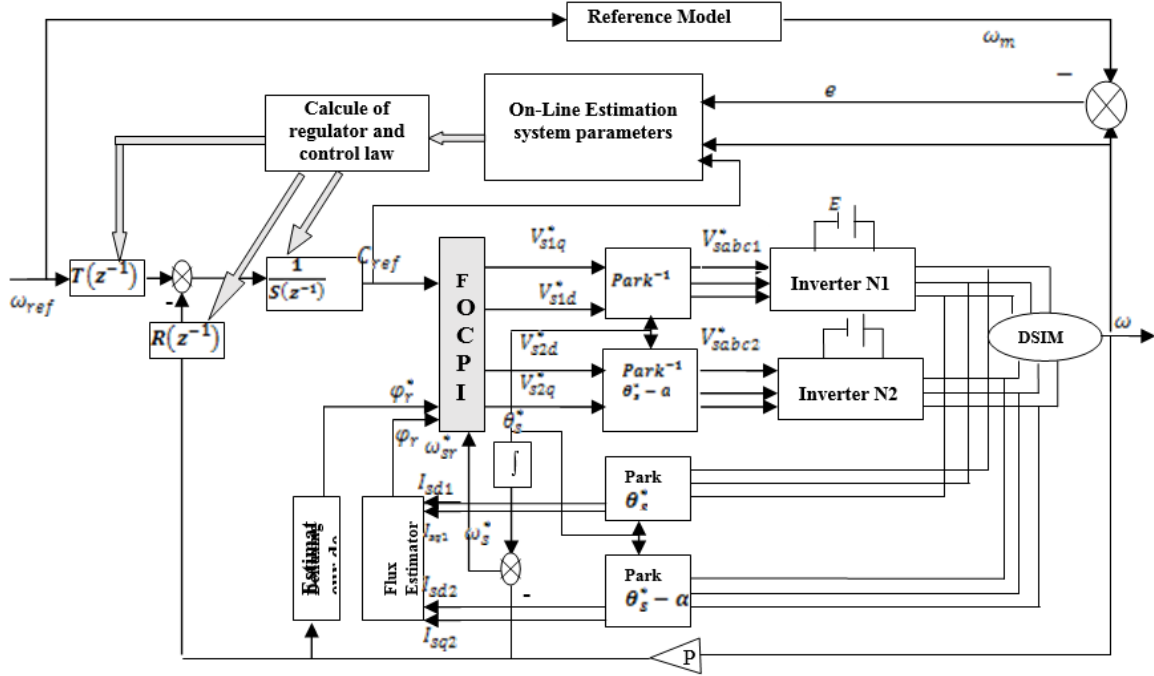 Reference Model
ω_m
−
e
On-Line Estimation
system parameters
Calcule of
regulator and
control law
ω_ref
T(z⁻¹)
-
R(z⁻¹)
1
S(z⁻¹)
C_ref
F
O
C
P
I
V*_s1q
V*_s1d
V*_s2d
V*_s2q
Park⁻¹
Park⁻¹
θ*_s − α
V*_sabc1
V*_sabc2
E
Inverter N1
Inverter N2
DSIM
ω
φ*_r
φ_r
ω*_sr
θ*_s
∫
ω*_s
-
I_sd1
I_sq1
I_sd2
I_sq2
Flux
Estimator
Estimat
Park
θ*_s
Park
θ*_s − α
P